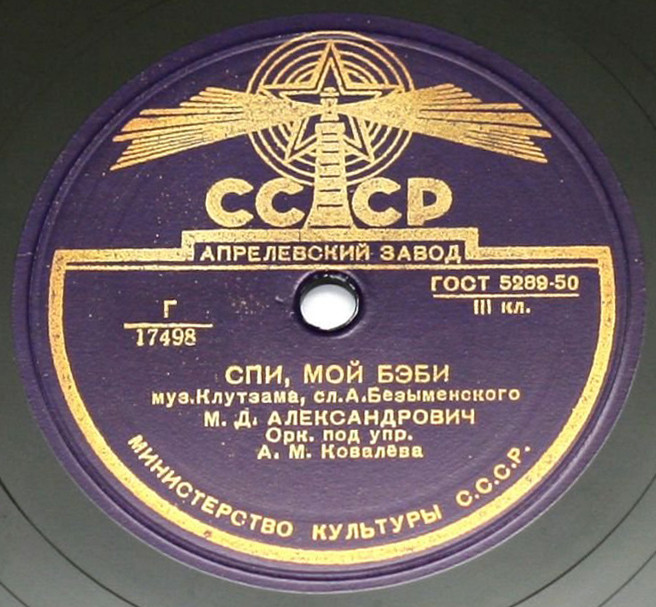 СССР
АПРЕЛЕВСКИЙ ЗАВОД
ГОСТ 5289-50
III кл.
Г
17498
СПИ, МОЙ БЭБИ
муз.Клутзама, сл.А.Безыменского
М. Д. АЛЕКСАНДРОВИЧ
Орк. под упр.
А. М. Ковалёва
МИНИСТЕРСТВО КУЛЬТУРЫ С.С.С.Р.